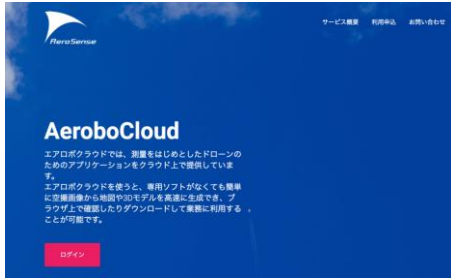 AeroSense
サービス概要 利用申込 お問い合わせ
AeroboCloud
エアロボクラウドでは、測量をはじめとしたドローンの
ためのアプリケーションをクラウド上で提供していま
す。
エアロボクラウドを使うと、専用ソフトがなくても簡単
に空撮画像から地図や3Dモデルを高速に生成でき、ブ
ラウザ上で確認したりダウンロードして業務に利用する
ことが可能です。
ログイン